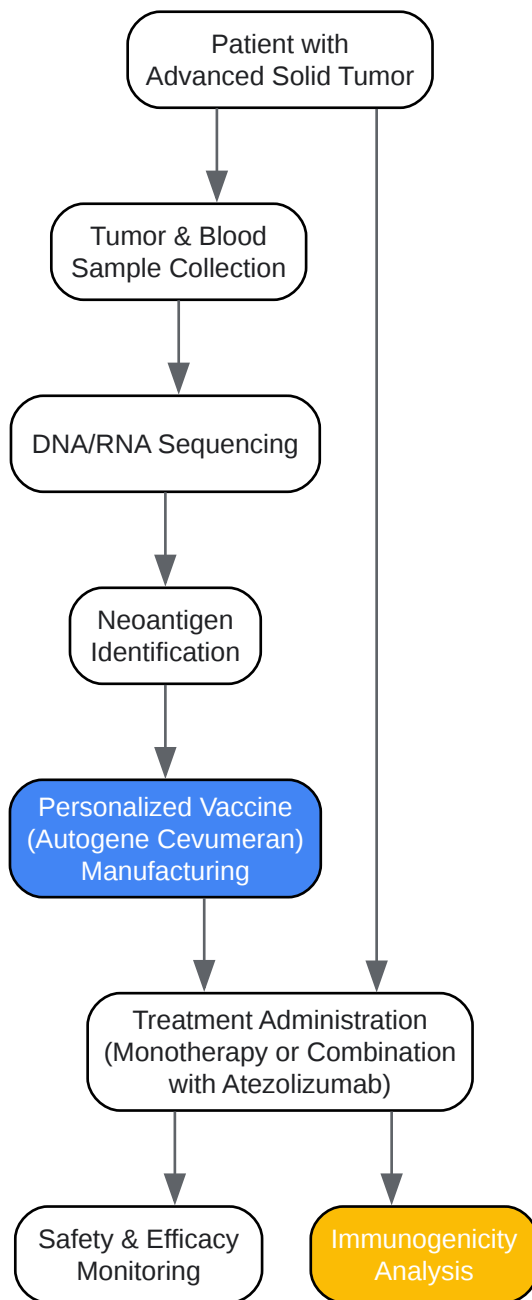 Patient with
Advanced Solid Tumor
Tumor & Blood
Sample Collection
DNA/RNA Sequencing
Neoantigen
Identification
Personalized Vaccine
(Autogene Cevumeran)
Manufacturing
Treatment Administration
(Monotherapy or Combination
with Atezolizumab)
Safety & Efficacy
Monitoring
Immunogenicity
Analysis